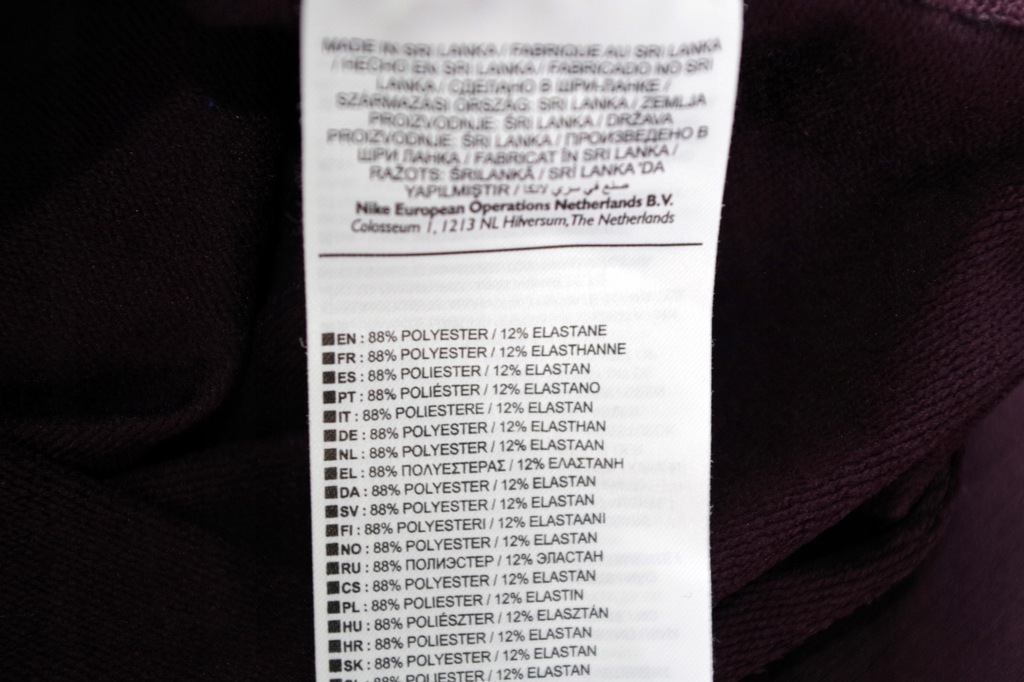 MADE IN SRI LANKA / FABRIQUE AU SRI LANKA
/ HECHO EN SRI LANKA / FABRICADO NO SRI
LANKA / СДЕЛАНО В ШРИ-ЛАНКЕ /
SZÁRMAZÁSI ORSZÁG: SRI LANKA / ZEMLJA
PROIZVODNJE: ŠRI LANKA / DRŽAVA
PROIZVODNJE: ŠRI LANKA / ПРОИЗВЕДЕНО В
ШРИ ЛАНКА / FABRICAT ÎN SRI LANKA /
RAŽOTS: ŠRILANKĀ / SRİ LANKA 'DA
YAPILMIŞTIR / صنع في سري لانكا
Nike European Operations Netherlands B.V.
Colosseum 1, 1213 NL Hilversum, The Netherlands
EN : 88% POLYESTER / 12% ELASTANE
FR : 88% POLYESTER / 12% ELASTHANNE
ES : 88% POLIESTER / 12% ELASTAN
PT : 88% POLIÉSTER / 12% ELASTANO
IT : 88% POLIESTERE / 12% ELASTAN
DE : 88% POLYESTER / 12% ELASTHAN
NL : 88% POLYESTER / 12% ELASTAAN
EL : 88% ΠΟΛΥΕΣΤΕΡΑΣ / 12% ΕΛΑΣΤΑΝΗ
DA : 88% POLYESTER / 12% ELASTAN
SV : 88% POLYESTER / 12% ELASTAN
FI : 88% POLYESTERI / 12% ELASTAANI
NO : 88% POLYESTER / 12% ELASTAN
RU : 88% ПОЛИЭСТЕР / 12% ЭЛАСТАН
CS : 88% POLYESTER / 12% ELASTAN
PL : 88% POLIESTER / 12% ELASTIN
HU : 88% POLIÉSZTER / 12% ELASZTÁN
HR : 88% POLIESTER / 12% ELASTAN
SK : 88% POLYESTER / 12% ELASTAN
88% POLIESTER / 12% ELASTAN